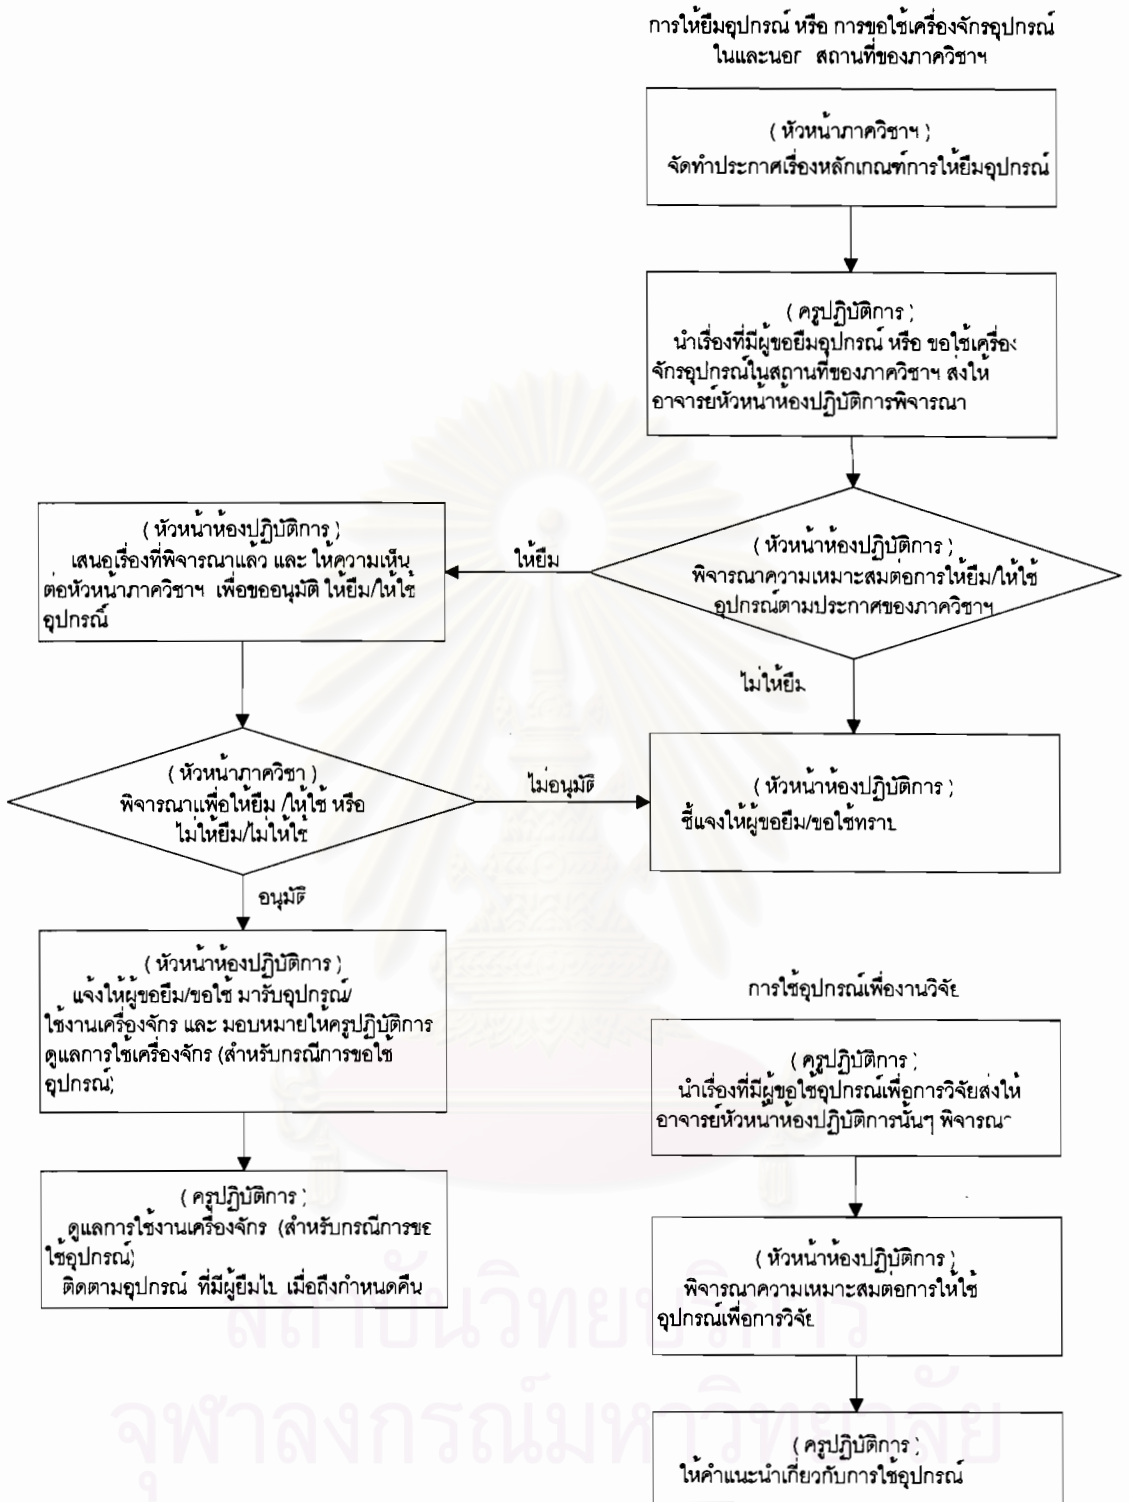 การให้ยืมอุปกรณ์ หรือ การขอใช้เครื่องจักรอุปกรณ์
ในและนอก สถานที่ของภาควิชาฯ
( หัวหน้าภาควิชาฯ )
จัดทำประกาศเรื่องหลักเกณฑ์การให้ยืมอุปกรณ์
( ครูปฏิบัติการ )
นำเรื่องที่มีผู้ขอยืมอุปกรณ์ หรือ ขอใช้เครื่อง
จักรอุปกรณ์ในสถานที่ของภาควิชาฯ ส่งให้
อาจารย์หัวหน้าห้องปฏิบัติการพิจารณา
( หัวหน้าห้องปฏิบัติการ )
พิจารณาความเหมาะสมต่อการให้ยืม/ให้ใช้
อุปกรณ์ตามประกาศของภาควิชาฯ
ให้ยืม
( หัวหน้าห้องปฏิบัติการ )
เสนอเรื่องที่พิจารณาแล้ว และ ให้ความเห็น
ต่อหัวหน้าภาควิชาฯ เพื่อขออนุมัติ ให้ยืม/ให้ใช้
อุปกรณ์
ไม่ให้ยืม
( หัวหน้าภาควิชา )
พิจารณาเพื่อให้ยืม /ให้ใช้ หรือ
ไม่ให้ยืม/ไม่ให้ใช้
ไม่อนุมัติ
( หัวหน้าห้องปฏิบัติการ )
ชี้แจงให้ผู้ขอยืม/ขอใช้ทราบ
อนุมัติ
( หัวหน้าห้องปฏิบัติการ )
แจ้งให้ผู้ขอยืม/ขอใช้ มารับอุปกรณ์/
ใช้งานเครื่องจักร และ มอบหมายให้ครูปฏิบัติการ
ดูแลการใช้เครื่องจักร (สำหรับกรณีการขอใช้
อุปกรณ์)
( ครูปฏิบัติการ )
ดูแลการใช้งานเครื่องจักร (สำหรับกรณีการขอ
ใช้อุปกรณ์)
ติดตามอุปกรณ์ ที่มีผู้ยืมไป เมื่อถึงกำหนดคืน
การใช้อุปกรณ์เพื่องานวิจัย
( ครูปฏิบัติการ )
นำเรื่องที่มีผู้ขอใช้อุปกรณ์เพื่อการวิจัยส่งให้
อาจารย์หัวหน้าห้องปฏิบัติการนั้นๆ พิจารณา
( หัวหน้าห้องปฏิบัติการ )
พิจารณาความเหมาะสมต่อการให้ใช้
อุปกรณ์เพื่อการวิจัย
( ครูปฏิบัติการ )
ให้คำแนะนำเกี่ยวกับการใช้อุปกรณ์
สถาบันวิทยบริการ
จุฬาลงกรณ์มหาวิทยาลัย